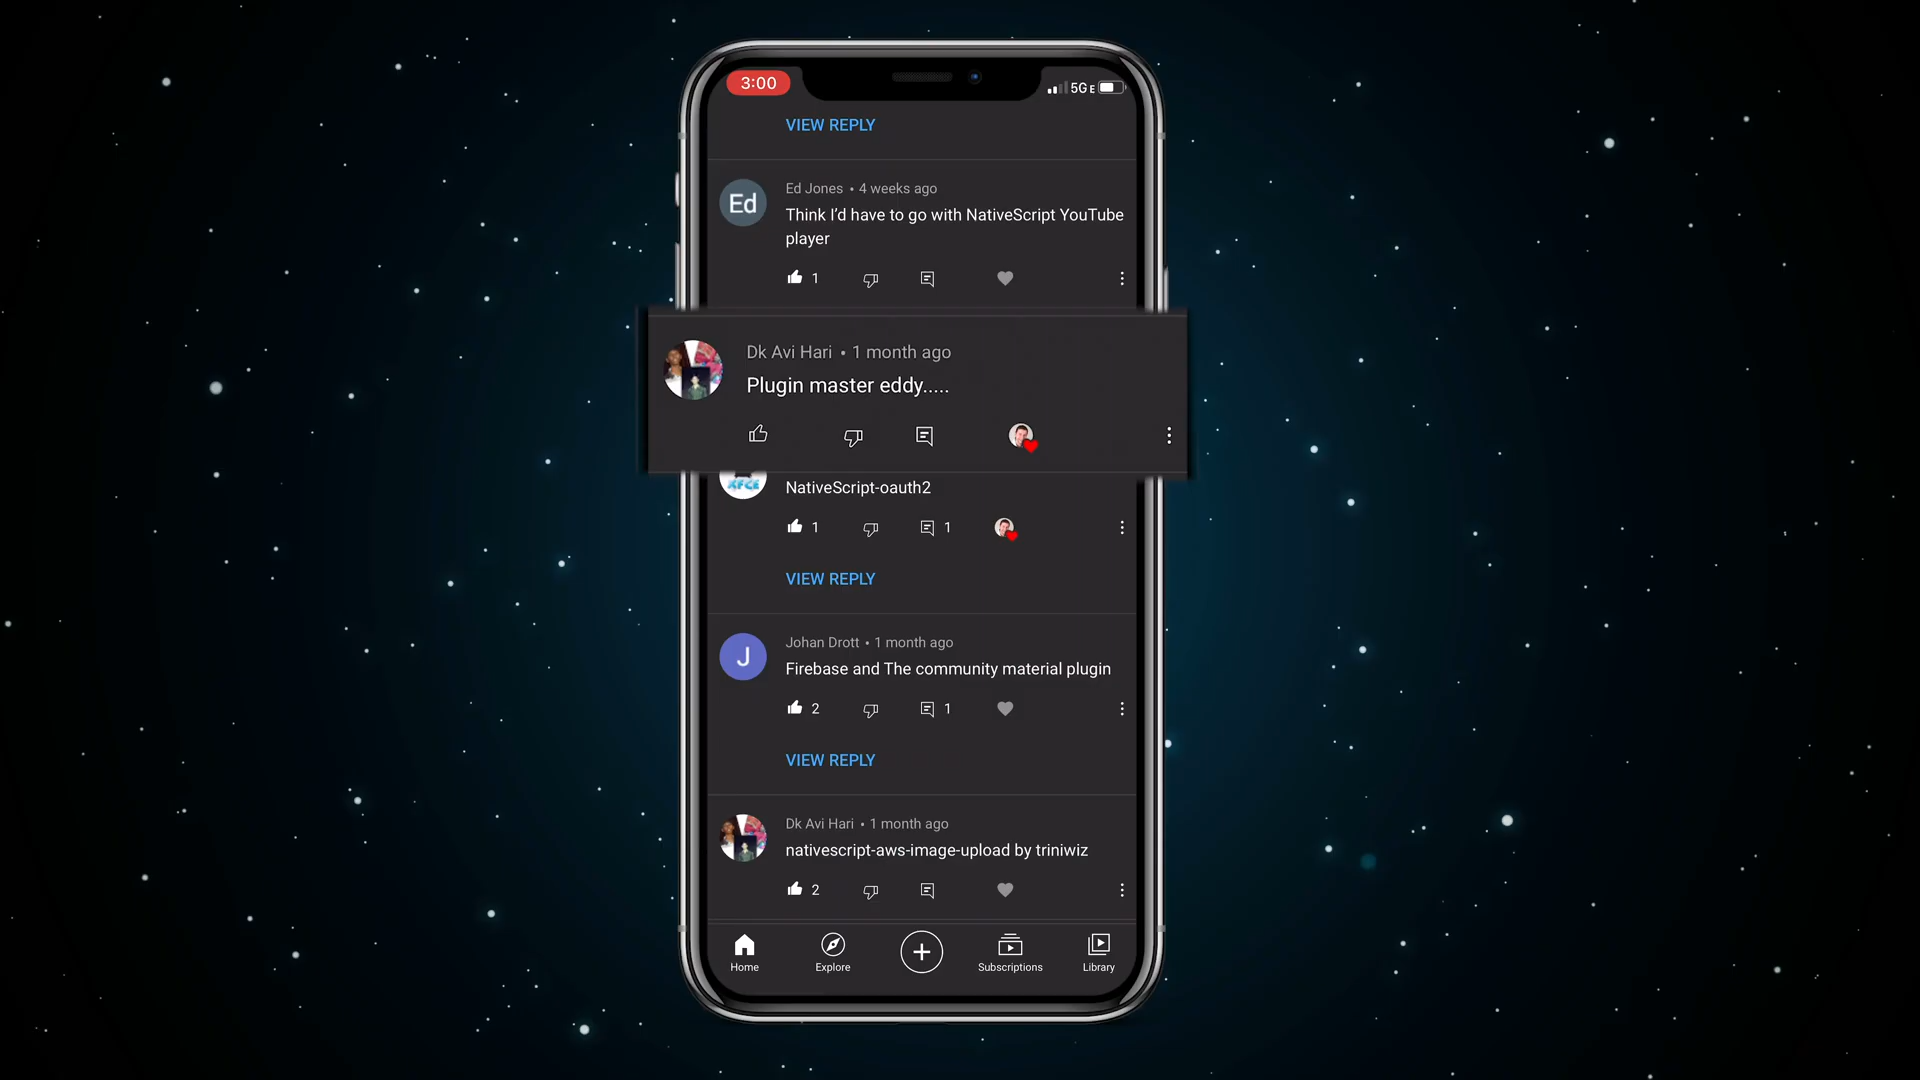 3:00
5G E
VIEW REPLY
Ed
Ed Jones • 4 weeks ago
Think I'd have to go with NativeScript YouTube
player
1
Dk Avi Hari • 1 month ago
Plugin master eddy.....
XFCE
NativeScript-oauth2
1
1
VIEW REPLY
J
Johan Drott • 1 month ago
Firebase and The community material plugin
2
1
VIEW REPLY
Dk Avi Hari • 1 month ago
nativescript-aws-image-upload by triniwiz
2
Home
Explore
Subscriptions
Library